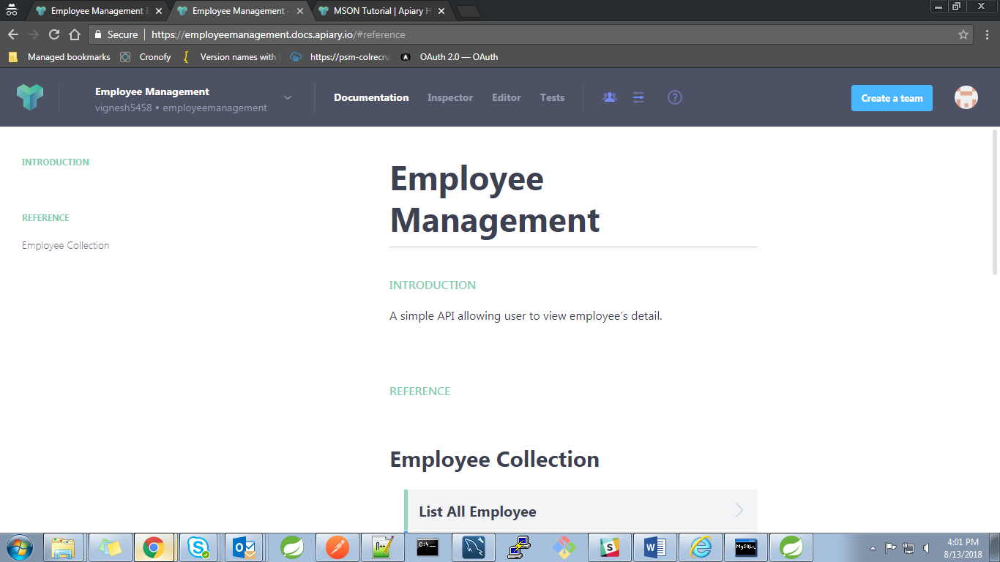 Employee Management E
Employee Management -
MSON Tutorial | Apiary H
Secure
https://employeemanagement.docs.apiary.io/#reference
Managed bookmarks
Cronofy
Version names with
https://psm-colrecru
OAuth 2.0 — OAuth
Employee Management
vignesh5458 • employeemanagement
Documentation
Inspector
Editor
Tests
?
Create a team
INTRODUCTION
REFERENCE
Employee Collection
Employee
Management
INTRODUCTION
A simple API allowing user to view employee’s detail.
REFERENCE
Employee Collection
List All Employee
4:01 PM
8/13/2018